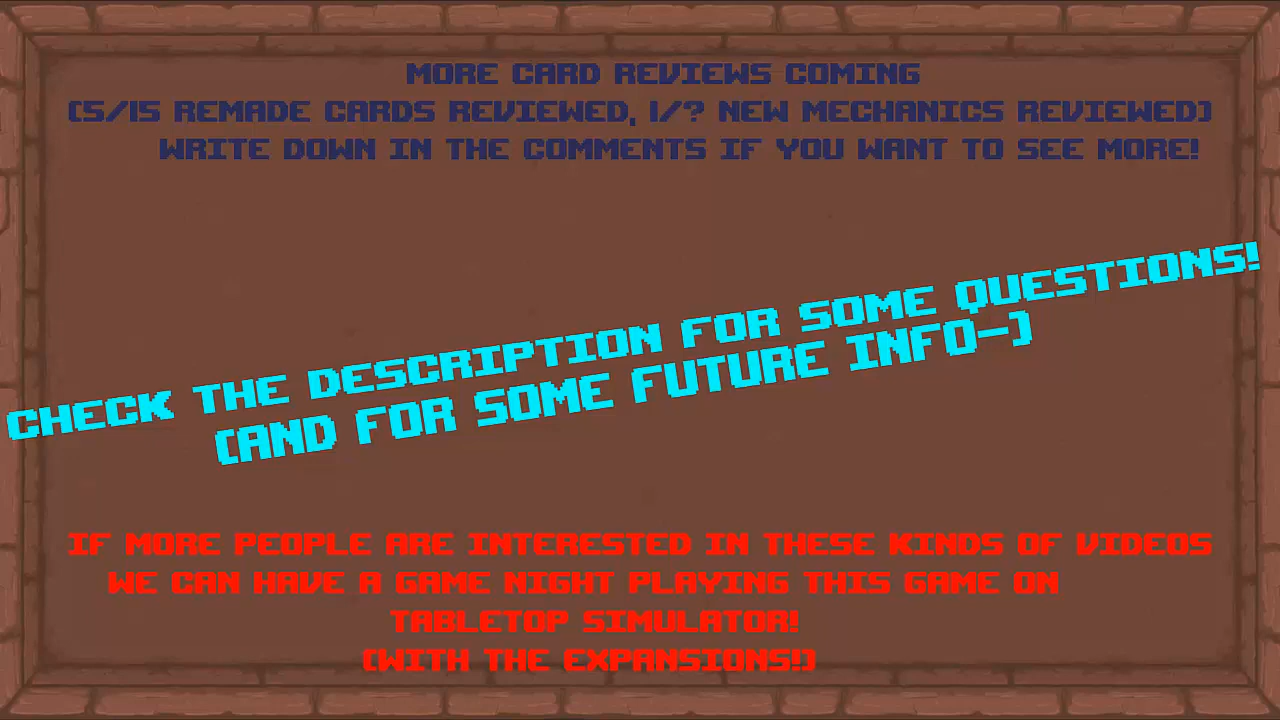 MORE CARD REVIEWS COMING
(5/15 REMADE CARDS REVIEWED, 1/? NEW MECHANICS REVIEWED)
WRITE DOWN IN THE COMMENTS IF YOU WANT TO SEE MORE!
CHECK THE DESCRIPTION FOR SOME QUESTIONS!
(AND FOR SOME FUTURE INFO-)
IF MORE PEOPLE ARE INTERESTED IN THESE KINDS OF VIDEOS
WE CAN HAVE A GAME NIGHT PLAYING THIS GAME ON
TABLETOP SIMULATOR!
(WITH THE EXPANSIONS!)